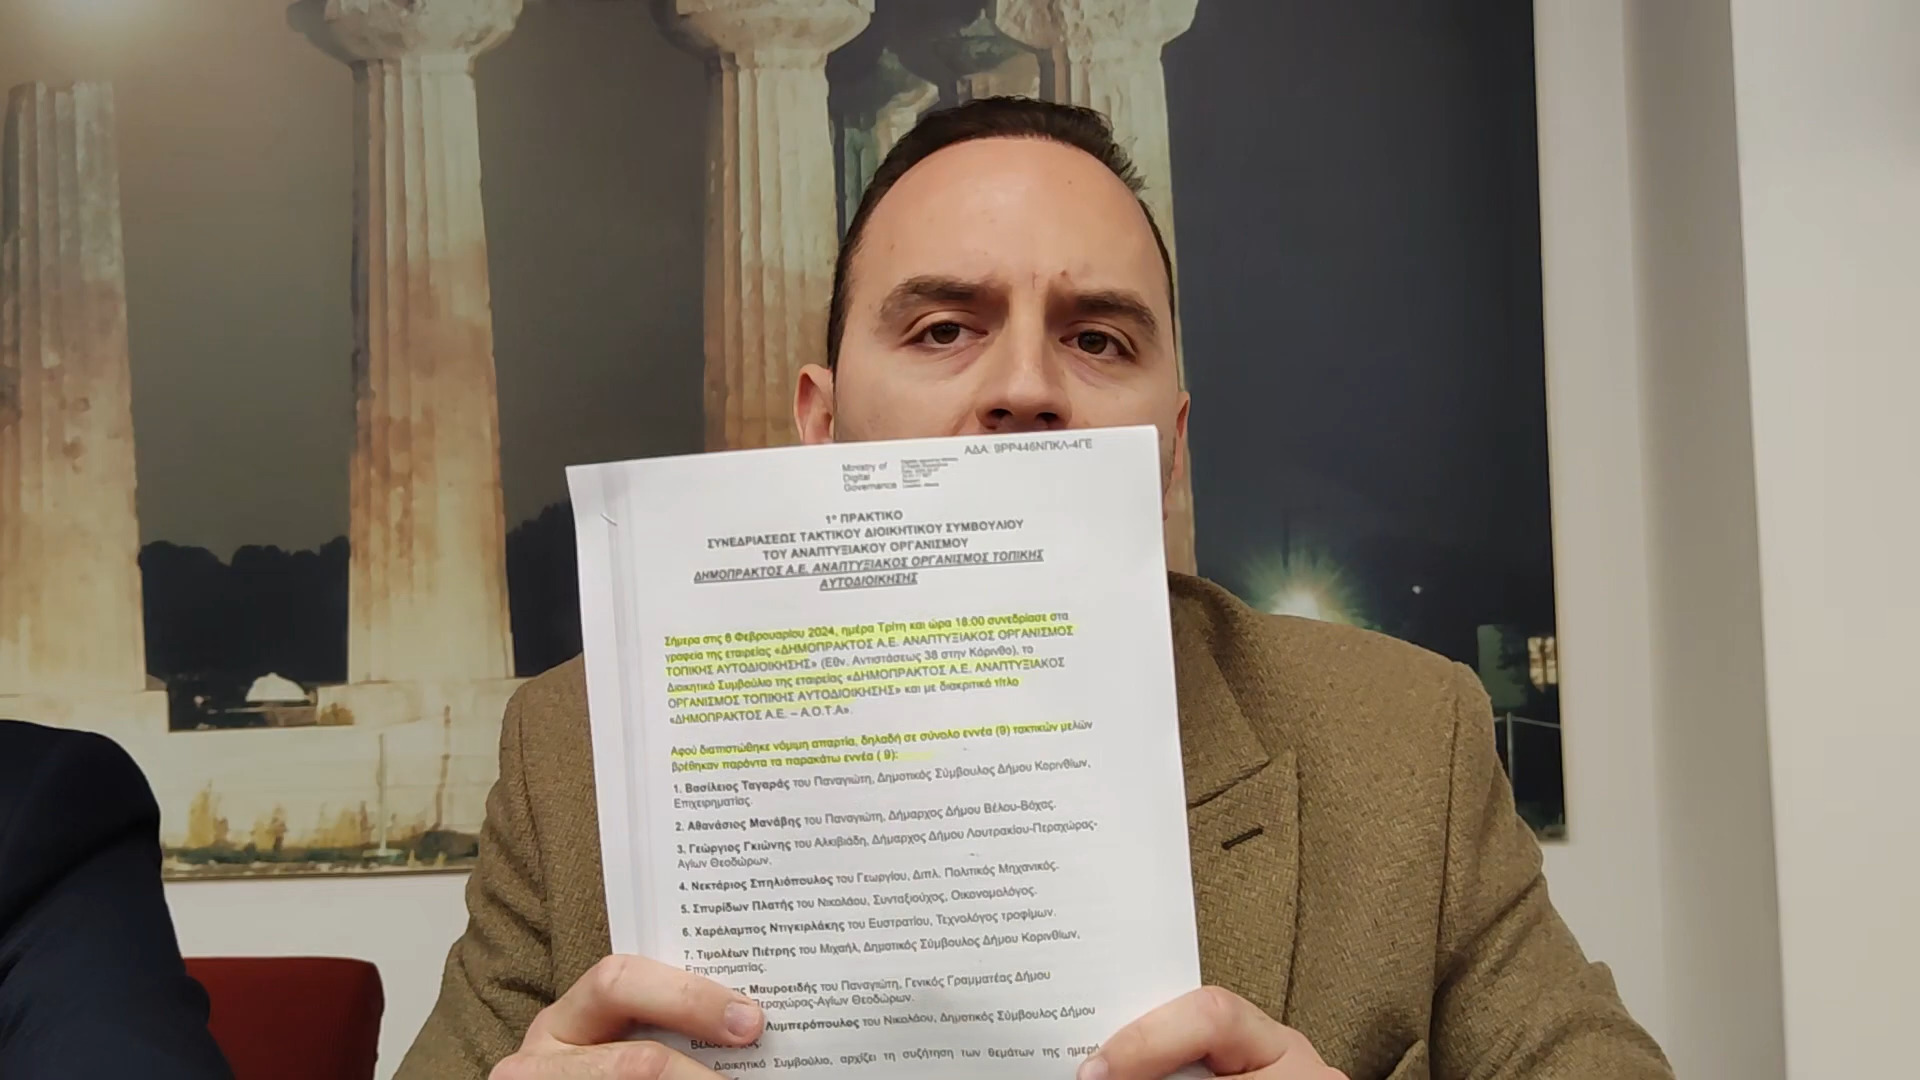 ΑΔΑ: 9ΡΡ446ΝΠΚΛ-4ΓΕ
Ministry of
Digital
Governance
1º ΠΡΑΚΤΙΚΟ
ΣΥΝΕΔΡΙΑΣΕΩΣ ΤΑΚΤΙΚΟΥ ΔΙΟΙΚΗΤΙΚΟΥ ΣΥΜΒΟΥΛΙΟΥ
ΤΟΥ ΑΝΑΠΤΥΞΙΑΚΟΥ ΟΡΓΑΝΙΣΜΟΥ
ΔΗΜΟΠΡΑΚΤΟΣ Α.Ε. ΑΝΑΠΤΥΞΙΑΚΟΣ ΟΡΓΑΝΙΣΜΟΣ ΤΟΠΙΚΗΣ
ΑΥΤΟΔΙΟΙΚΗΣΗΣ
Σήμερα στις 6 Φεβρουαρίου 2024, ημέρα Τρίτη και ώρα 18:00 συνεδρίασε στα
γραφεία της εταιρείας «ΔΗΜΟΠΡΑΚΤΟΣ Α.Ε. ΑΝΑΠΤΥΞΙΑΚΟΣ ΟΡΓΑΝΙΣΜΟΣ
ΤΟΠΙΚΗΣ ΑΥΤΟΔΙΟΙΚΗΣΗΣ» (Εθν. Αντιστάσεως 38 στην Κόρινθο), το
Διοικητικό Συμβούλιο της εταιρείας «ΔΗΜΟΠΡΑΚΤΟΣ Α.Ε. ΑΝΑΠΤΥΞΙΑΚΟΣ
ΟΡΓΑΝΙΣΜΟΣ ΤΟΠΙΚΗΣ ΑΥΤΟΔΙΟΙΚΗΣΗΣ» και με διακριτικό τίτλο
«ΔΗΜΟΠΡΑΚΤΟΣ Α.Ε. – Α.Ο.Τ.Α».
Αφού διαπιστώθηκε νόμιμη απαρτία, δηλαδή σε σύνολο εννέα (9) τακτικών μελών
βρέθηκαν παρόντα τα παρακάτω εννέα ( 9):
1. Βασίλειος Ταγαράς του Παναγιώτη, Δημοτικός Σύμβουλος Δήμου Κορινθίων,
Επιχειρηματίας.
2. Αθανάσιος Μανάβης του Παναγιώτη, Δήμαρχος Δήμου Βέλου-Βόχας.
3. Γεώργιος Γκιώνης του Αλκιβιάδη, Δήμαρχος Δήμου Λουτρακίου-Περαχώρας-
Αγίων Θεοδώρων.
4. Νεκτάριος Σπηλιόπουλος του Γεωργίου, Διπλ. Πολιτικός Μηχανικός.
5. Σπυρίδων Πλατής του Νικολάου, Συνταξιούχος, Οικονομολόγος.
6. Χαράλαμπος Ντιγκιρλάκης του Ευστρατίου, Τεχνολόγος τροφίμων.
7. Τιμολέων Πιέτρης του Μιχαήλ, Δημοτικός Σύμβουλος Δήμου Κορινθίων,
Επιχειρηματίας.
Μαυροειδής του Παναγιώτη, Γενικός Γραμματέας Δήμου
Περαχώρας-Αγίων Θεοδώρων.
Λυμπερόπουλος του Νικολάου, Δημοτικός Σύμβουλος Δήμου
Διοικητικό Συμβούλιο, αρχίζει τη συζήτηση των θεμάτων της